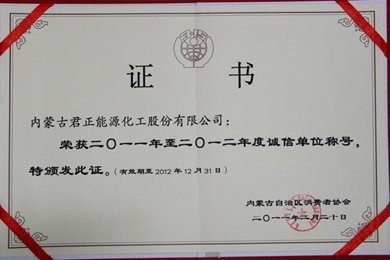 证书
内蒙古君正能源化工股份有限公司：
荣获二〇一一年至二〇一二年度诚信单位称号，
特颁发此证。（有效期至2012年12月31日）
内蒙古自治区消费者协会
二〇一一年二月二十日